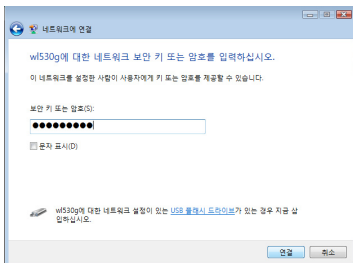 네트워크에 연결
wl530g에 대한 네트워크 보안 키 또는 암호를 입력하십시오.
이 네트워크를 설정한 사람이 사용자에게 키 또는 암호를 제공할 수 있습니다.
보안 키 또는 암호(S):
●●●●●●●●●
문자 표시(D)
wl530g에 대한 네트워크 설정이 있는 USB 플래시 드라이브가 있는 경우 지금 삽
입하십시오.
연결 취소